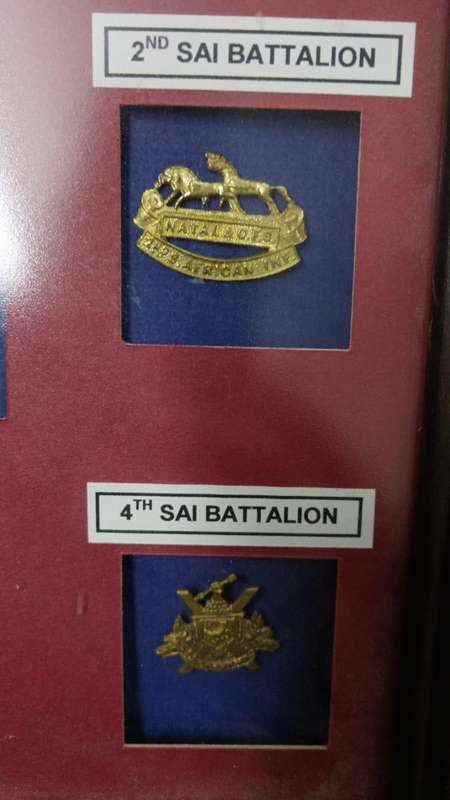 2ND SAI BATTALION
NATAL & O.F.S
2ND S. AFRICAN INF
4TH SAI BATTALION